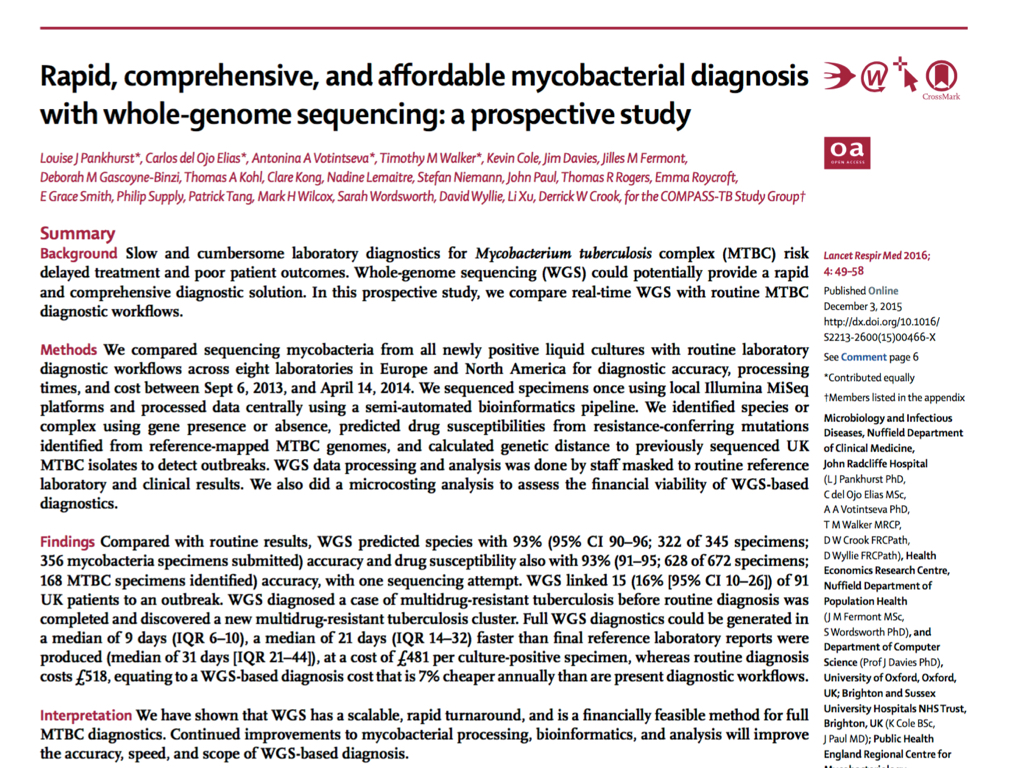 Rapid, comprehensive, and affordable mycobacterial diagnosis
with whole-genome sequencing: a prospective study
CrossMark
oa
OPEN ACCESS
Louise J Pankhurst*, Carlos del Ojo Elias*, Antonina A Votintseva*, Timothy M Walker*, Kevin Cole, Jim Davies, Jilles M Fermont,
Deborah M Gascoyne-Binzi, Thomas A Kohl, Clare Kong, Nadine Lemaitre, Stefan Niemann, John Paul, Thomas R Rogers, Emma Roycroft,
E Grace Smith, Philip Supply, Patrick Tang, Mark H Wilcox, Sarah Wordsworth, David Wyllie, Li Xu, Derrick W Crook, for the COMPASS-TB Study Group†
Summary
Background Slow and cumbersome laboratory diagnostics for Mycobacterium tuberculosis complex (MTBC) risk
delayed treatment and poor patient outcomes. Whole-genome sequencing (WGS) could potentially provide a rapid
and comprehensive diagnostic solution. In this prospective study, we compare real-time WGS with routine MTBC
diagnostic workflows.
Methods We compared sequencing mycobacteria from all newly positive liquid cultures with routine laboratory
diagnostic workflows across eight laboratories in Europe and North America for diagnostic accuracy, processing
times, and cost between Sept 6, 2013, and April 14, 2014. We sequenced specimens once using local Illumina MiSeq
platforms and processed data centrally using a semi-automated bioinformatics pipeline. We identified species or
complex using gene presence or absence, predicted drug susceptibilities from resistance-conferring mutations
identified from reference-mapped MTBC genomes, and calculated genetic distance to previously sequenced UK
MTBC isolates to detect outbreaks. WGS data processing and analysis was done by staff masked to routine reference
laboratory and clinical results. We also did a microcosting analysis to assess the financial viability of WGS-based
diagnostics.
Findings Compared with routine results, WGS predicted species with 93% (95% CI 90–96; 322 of 345 specimens;
356 mycobacteria specimens submitted) accuracy and drug susceptibility also with 93% (91–95; 628 of 672 specimens;
168 MTBC specimens identified) accuracy, with one sequencing attempt. WGS linked 15 (16% [95% CI 10–26]) of 91
UK patients to an outbreak. WGS diagnosed a case of multidrug-resistant tuberculosis before routine diagnosis was
completed and discovered a new multidrug-resistant tuberculosis cluster. Full WGS diagnostics could be generated in
a median of 9 days (IQR 6–10), a median of 21 days (IQR 14–32) faster than final reference laboratory reports were
produced (median of 31 days [IQR 21–44]), at a cost of £481 per culture-positive specimen, whereas routine diagnosis
costs £518, equating to a WGS-based diagnosis cost that is 7% cheaper annually than are present diagnostic workflows.
Interpretation We have shown that WGS has a scalable, rapid turnaround, and is a financially feasible method for full
MTBC diagnostics. Continued improvements to mycobacterial processing, bioinformatics, and analysis will improve
the accuracy, speed, and scope of WGS-based diagnosis.
Lancet Respir Med 2016;
4: 49–58
Published Online
December 3, 2015
http://dx.doi.org/10.1016/
S2213-2600(15)00466-X
See Comment page 6
*Contributed equally
†Members listed in the appendix
Microbiology and Infectious
Diseases, Nuffield Department
of Clinical Medicine,
John Radcliffe Hospital
(L J Pankhurst PhD,
C del Ojo Elias MSc,
A A Votintseva PhD,
T M Walker MRCP,
D W Crook FRCPath,
D Wyllie FRCPath), Health
Economics Research Centre,
Nuffield Department of
Population Health
(J M Fermont MSc,
S Wordsworth PhD), and
Department of Computer
Science (Prof J Davies PhD),
University of Oxford, Oxford,
UK; Brighton and Sussex
University Hospitals NHS Trust,
Brighton, UK (K Cole BSc,
J Paul MD); Public Health
England Regional Centre for